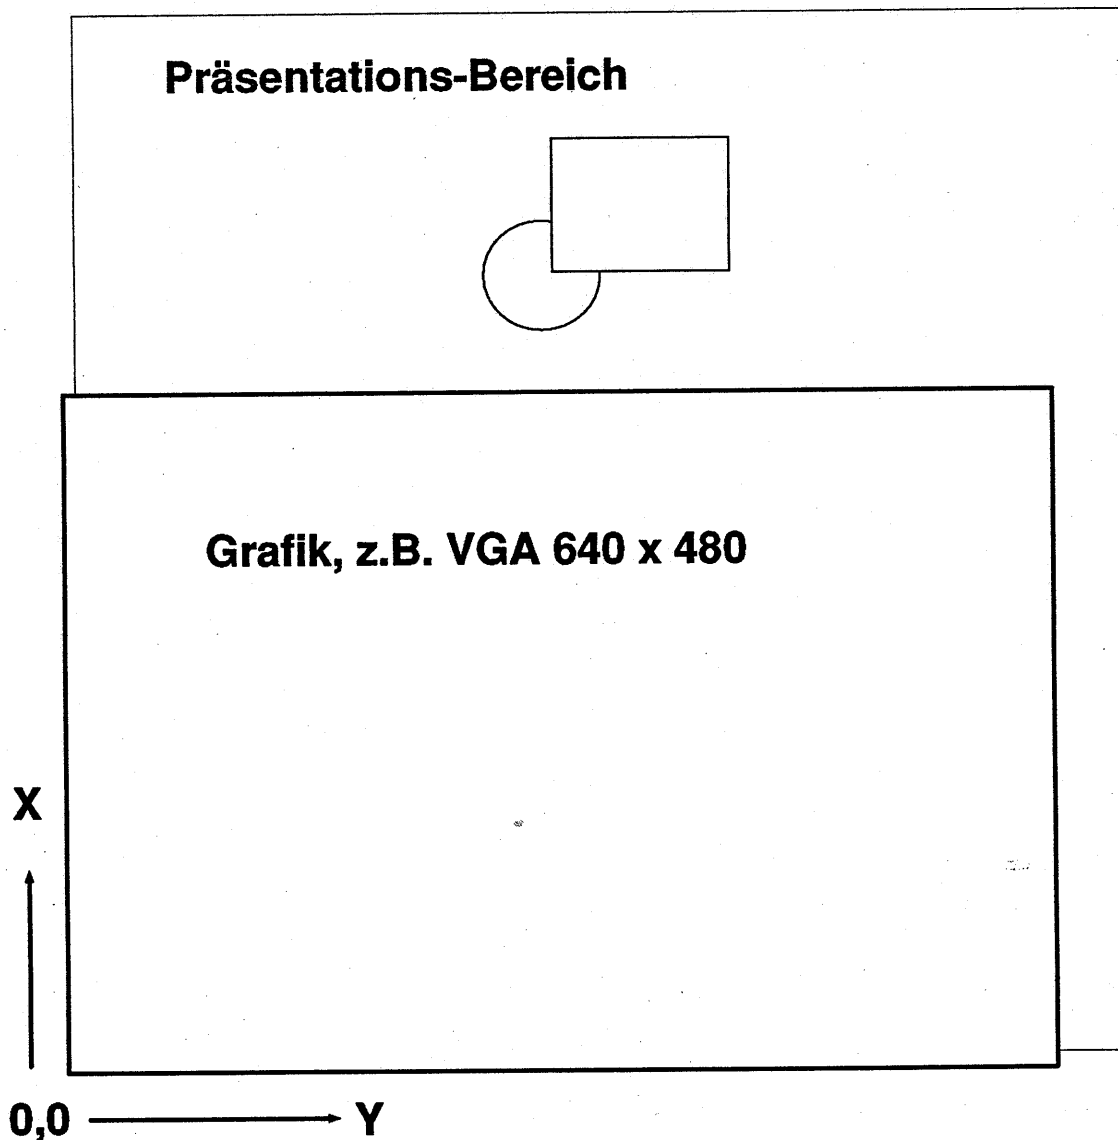 Präsentations-Bereich
Grafik, z.B. VGA 640 x 480
X
0,0
Y